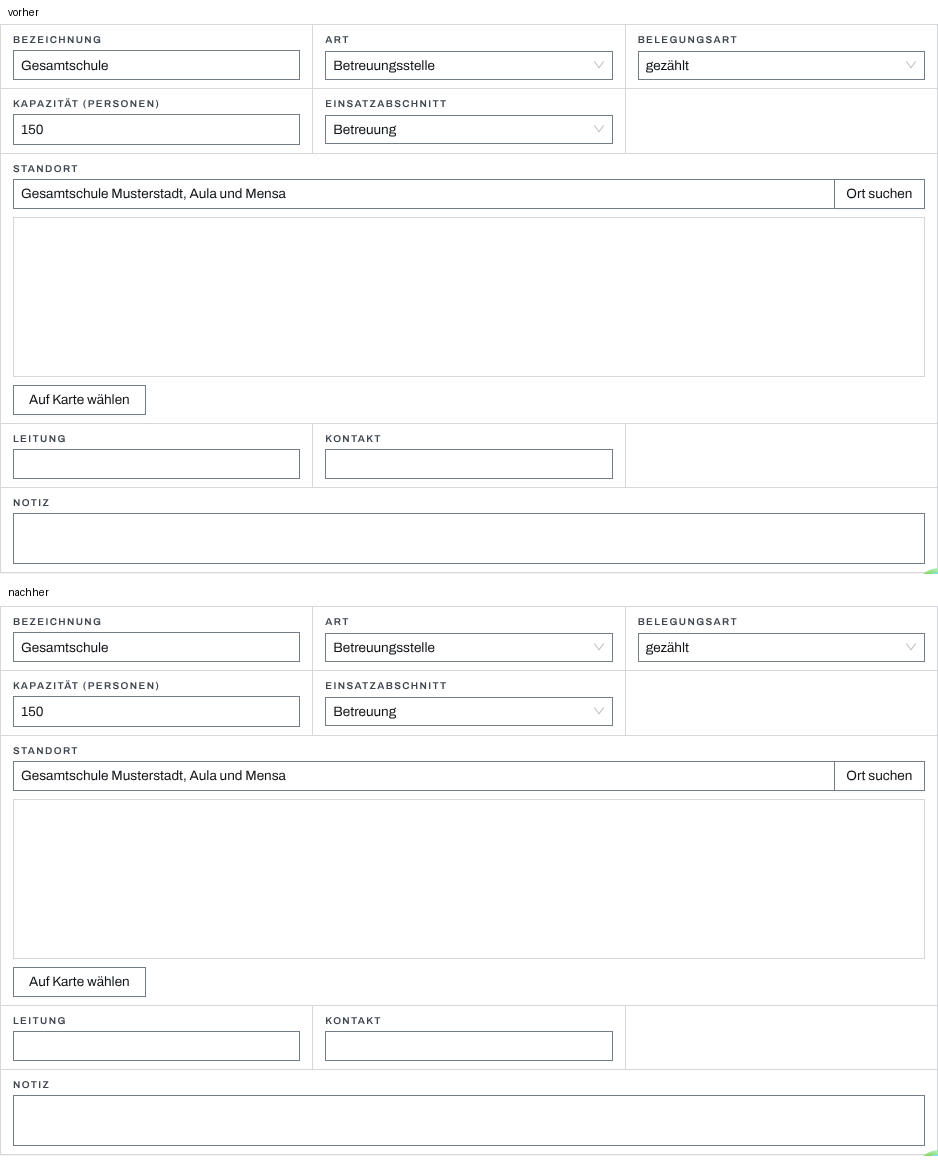 vorher
BEZEICHNUNG ART BELEGUNGSART
Gesamtschule Betreuungsstelle gezählt
KAPAZITÄT (PERSONEN) EINSATZABSCHNITT
150 Betreuung
STANDORT
Gesamtschule Musterstadt, Aula und Mensa Ort suchen
Auf Karte wählen
LEITUNG KONTAKT
NOTIZ
nachher
BEZEICHNUNG ART BELEGUNGSART
Gesamtschule Betreuungsstelle gezählt
KAPAZITÄT (PERSONEN) EINSATZABSCHNITT
150 Betreuung
STANDORT
Gesamtschule Musterstadt, Aula und Mensa Ort suchen
Auf Karte wählen
LEITUNG KONTAKT
NOTIZ